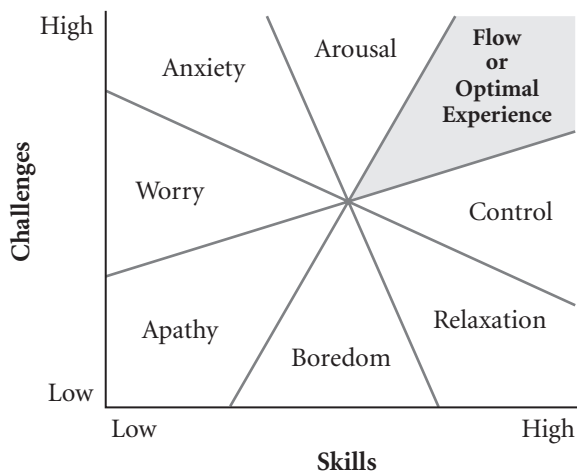 High
Anxiety
Arousal
Flow
or
Optimal
Experience
Worry
Control
Challenges
Apathy
Boredom
Relaxation
Low
Low
High
Skills